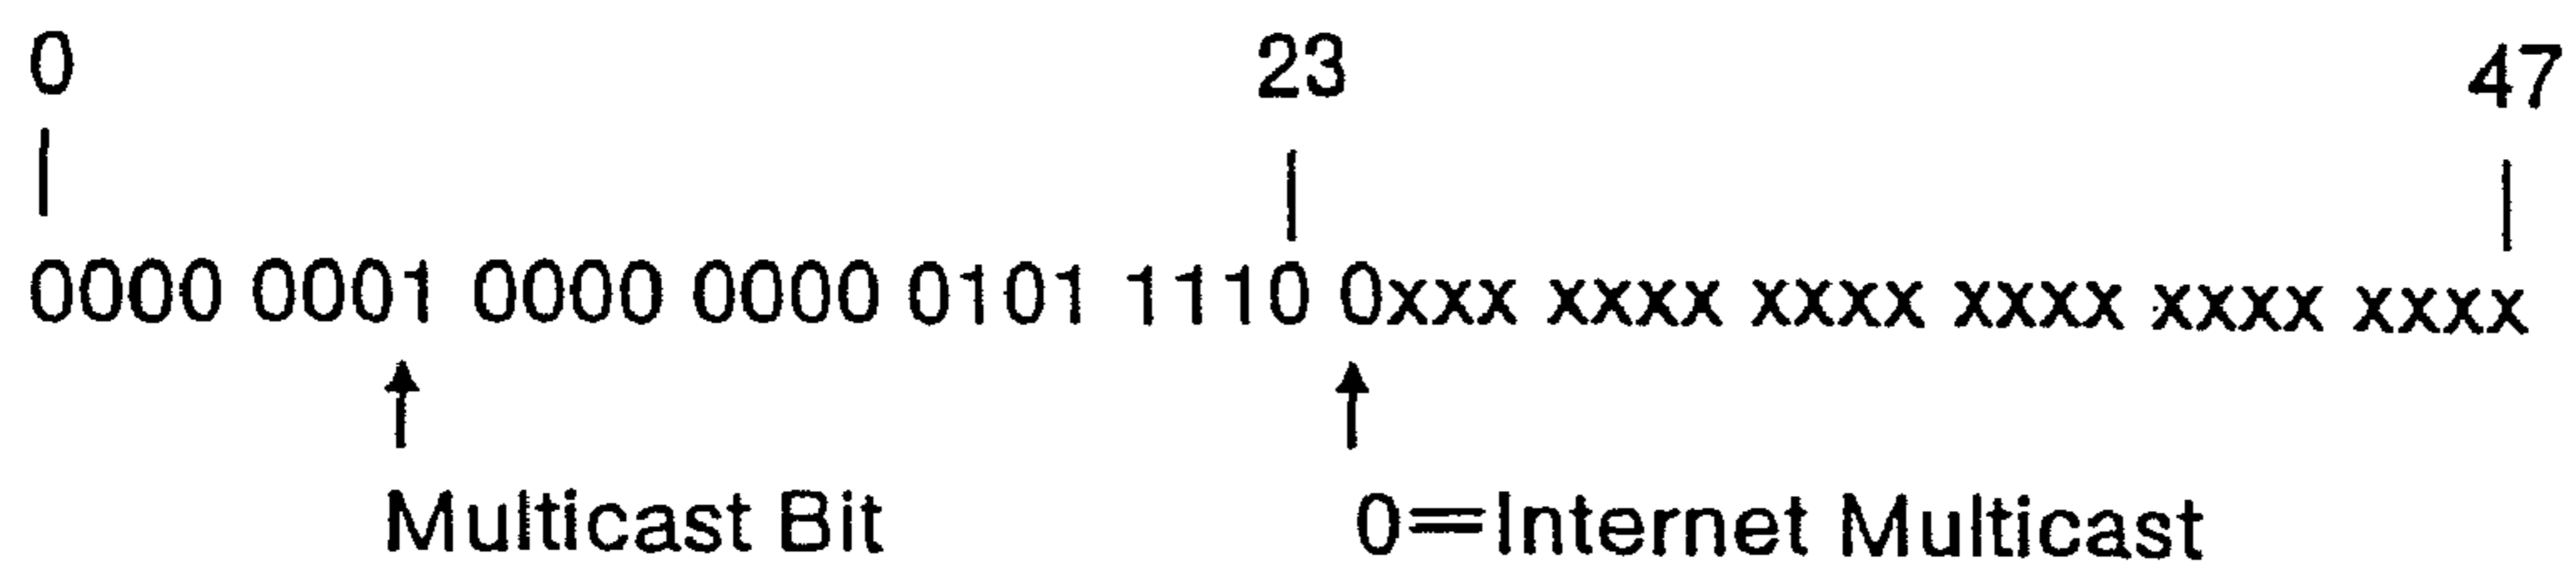 0 23 47
0000 0001 0000 0000 0101 1110 0xxx xxxx xxxx xxxx xxxx xxxx
Multicast Bit 0=Internet Multicast